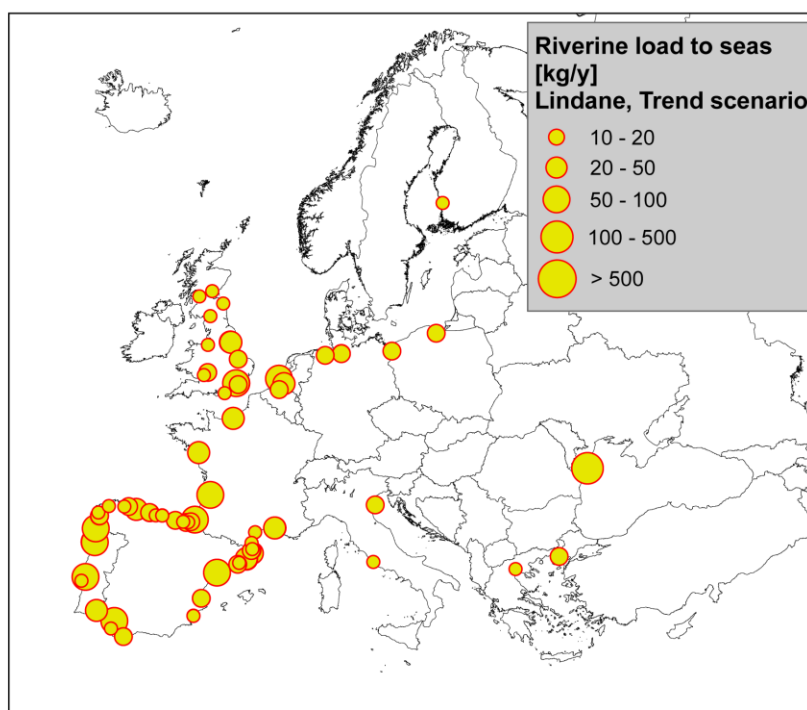 Riverine load to seas
[kg/y]
Lindane, Trend scenario
10 - 20
20 - 50
50 - 100
100 - 500
> 500